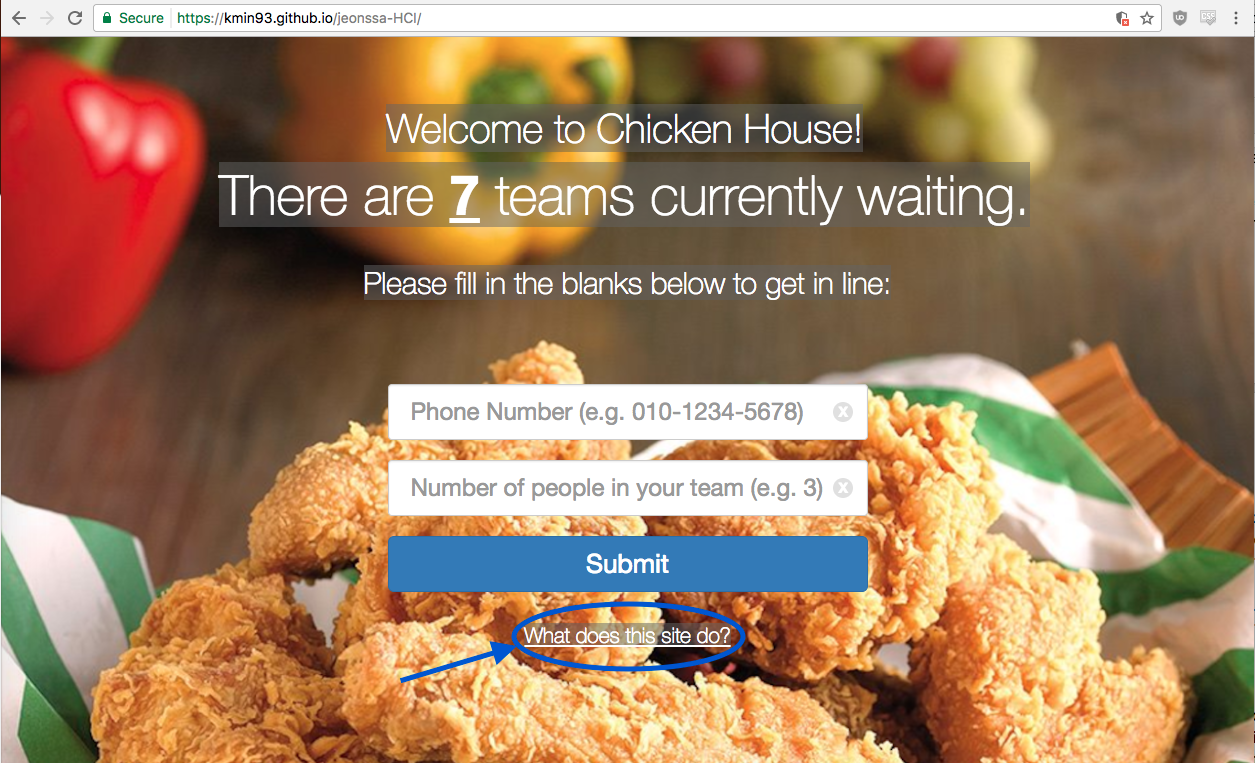 Secure https://kmin93.github.io/jeonssa-HCI/
Welcome to Chicken House!
There are 7 teams currently waiting.
Please fill in the blanks below to get in line:
Phone Number (e.g. 010-1234-5678)
Number of people in your team (e.g. 3)
Submit
What does this site do?